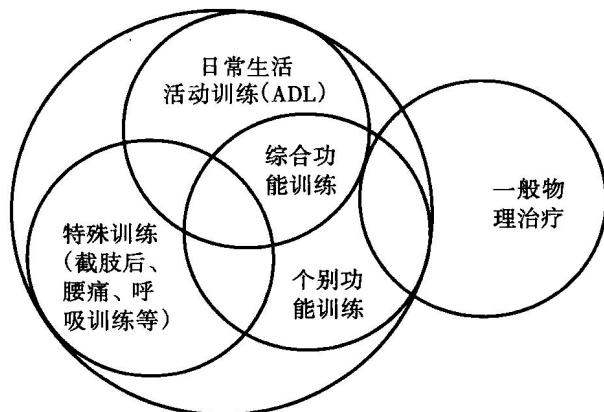 日常生活
活动训练(ADL)
综合功
能训练
一般物
理治疗
特殊训练
(截肢后、
腰痛、呼
吸训练等)
个别功
能训练